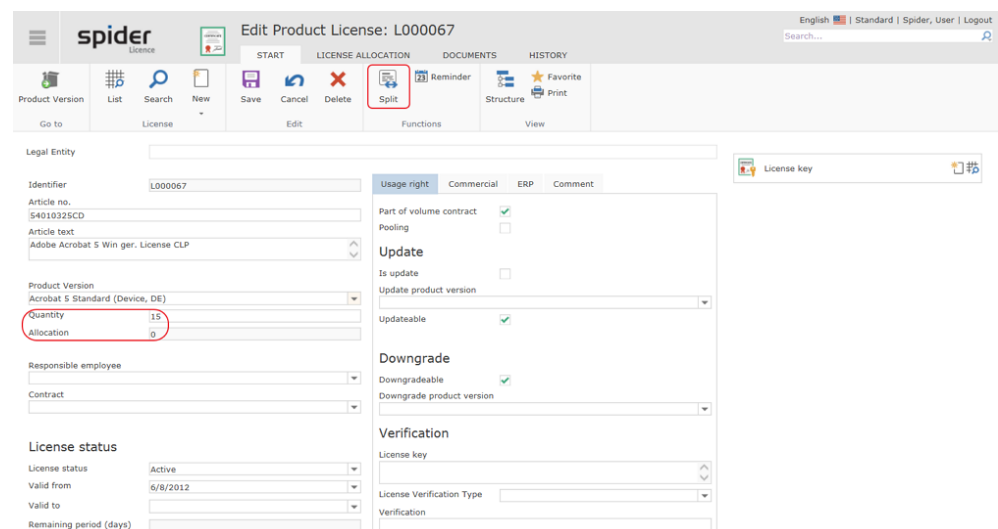 English | Standard | Spider, User | Logout
spider
Licence
Edit Product License: L000067
Search...
START LICENSE ALLOCATION DOCUMENTS HISTORY
Product Version List Search New Save Cancel Delete Split 23 Reminder Structure Favorite
Print
Go to License Edit Functions View
Legal Entity
License key
Identifier L000067
Usage right Commercial ERP Comment
Article no.
54010325CD
Part of volume contract
Article text
Pooling
Adobe Acrobat 5 Win ger. License CLP
Update
Is update
Product Version
Update product version
Acrobat 5 Standard (Device, DE)
Quantity 15
Updateable
Allocation 0
Downgrade
Responsible employee
Downgradeable
Contract
Downgrade product version
Verification
License status
License key
License status Active
Valid from 6/8/2012
License Verification Type
Valid to
Verification
Remaining period (days)